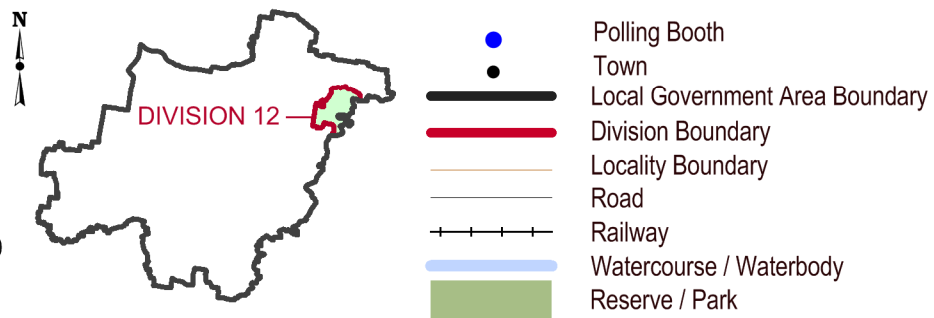 N
DIVISION 12
Polling Booth
Town
Local Government Area Boundary
Division Boundary
Locality Boundary
Road
Railway
Watercourse / Waterbody
Reserve / Park